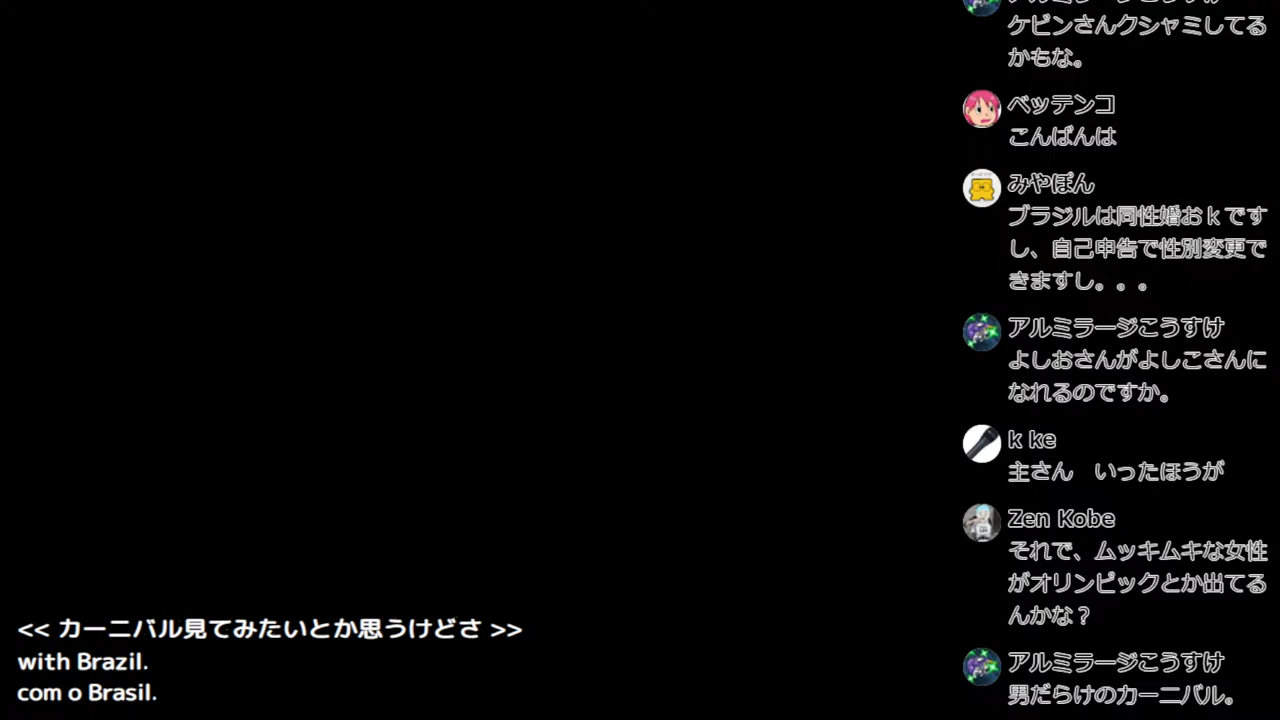 ケビンさんクシャミしてる
かもな。
ベッテンコ
こんばんは
みやぽん
ブラジルは同性婚おｋです
し、自己申告で性別変更で
きますし。。。
アルミラージこうすけ
よしおさんがよしこさんに
なれるのですか。
k ke
主さん　いったほうが
Zen Kobe
それで、ムッキムキな女性
がオリンピックとか出てる
んかな？
アルミラージこうすけ
男だらけのカーニバル。
<< カーニバル見てみたいとか思うけどさ >>
with Brazil.
com o Brasil.